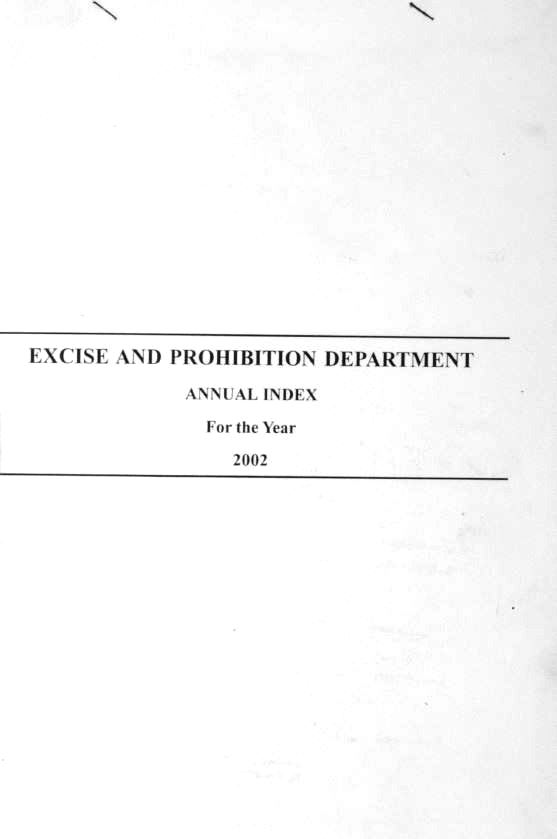 EXCISE AND PROHIBITION DEPARTMENT
ANNUAL INDEX
For the Year
2002